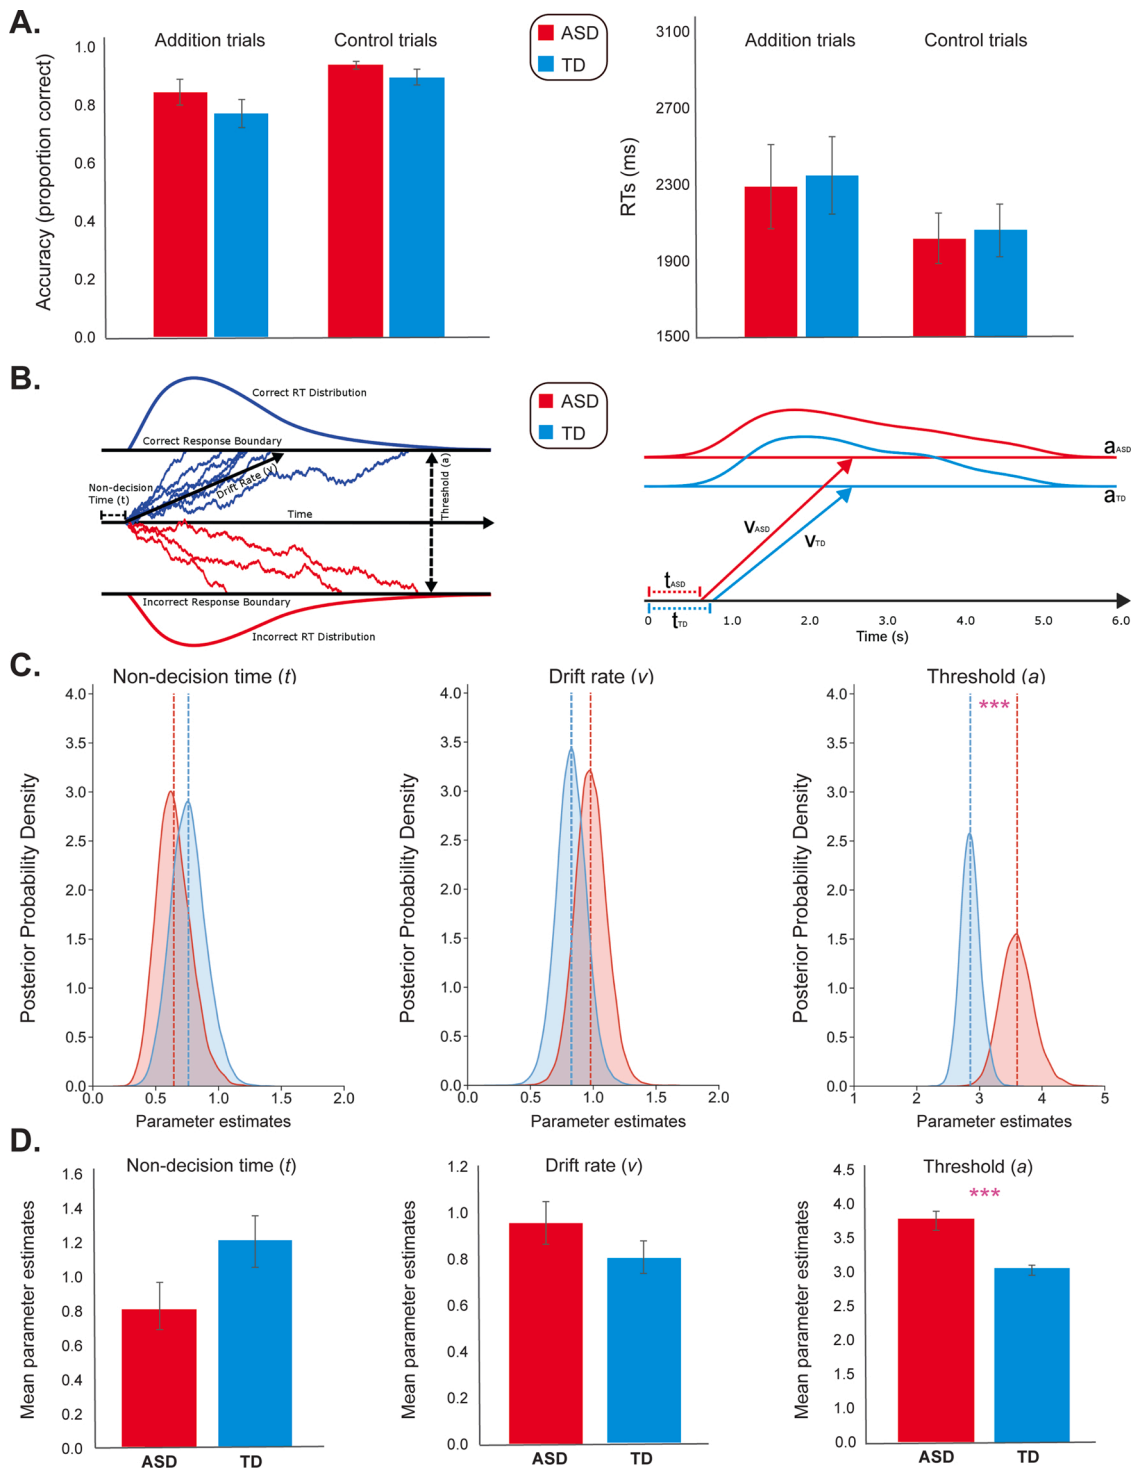 A.
Addition trials
Control trials
Accuracy (proportion correct)
1.0
0.8
0.6
0.4
0.2
0.0
ASD
TD
Addition trials
Control trials
RTs (ms)
3100
2700
2300
1900
1500
B.
Correct RT Distribution
Correct Response Boundary
Non-decision
Time (t)
Drift Rate (v)
Threshold (a)
Time
Incorrect Response Boundary
Incorrect RT Distribution
ASD
TD
aASD
aTD
vASD
vTD
tASD
tTD
0 1.0 2.0 3.0 4.0 5.0 6.0
Time (s)
C.
Non-decision time (t)
Posterior Probability Density
4.0
3.5
3.0
2.5
2.0
1.5
1.0
0.5
0.0
0.0 0.5 1.0 1.5 2.0
Parameter estimates
Drift rate (v)
Posterior Probability Density
4.0
3.5
3.0
2.5
2.0
1.5
1.0
0.5
0.0
0.0 0.5 1.0 1.5 2.0
Parameter estimates
Threshold (a)
***
Posterior Probability Density
4.0
3.5
3.0
2.5
2.0
1.5
1.0
0.5
0.0
1 2 3 4 5
Parameter estimates
D.
Non-decision time (t)
Mean parameter estimates
1.6
1.4
1.2
1.0
0.8
0.6
0.4
0.2
0.0
ASD TD
Drift rate (v)
Mean parameter estimates
1.2
1.0
0.8
0.6
0.4
0.2
0.0
ASD TD
Threshold (a)
***
Mean parameter estimates
4.5
4.0
3.5
3.0
2.5
2.0
1.5
1.0
0.0
ASD TD